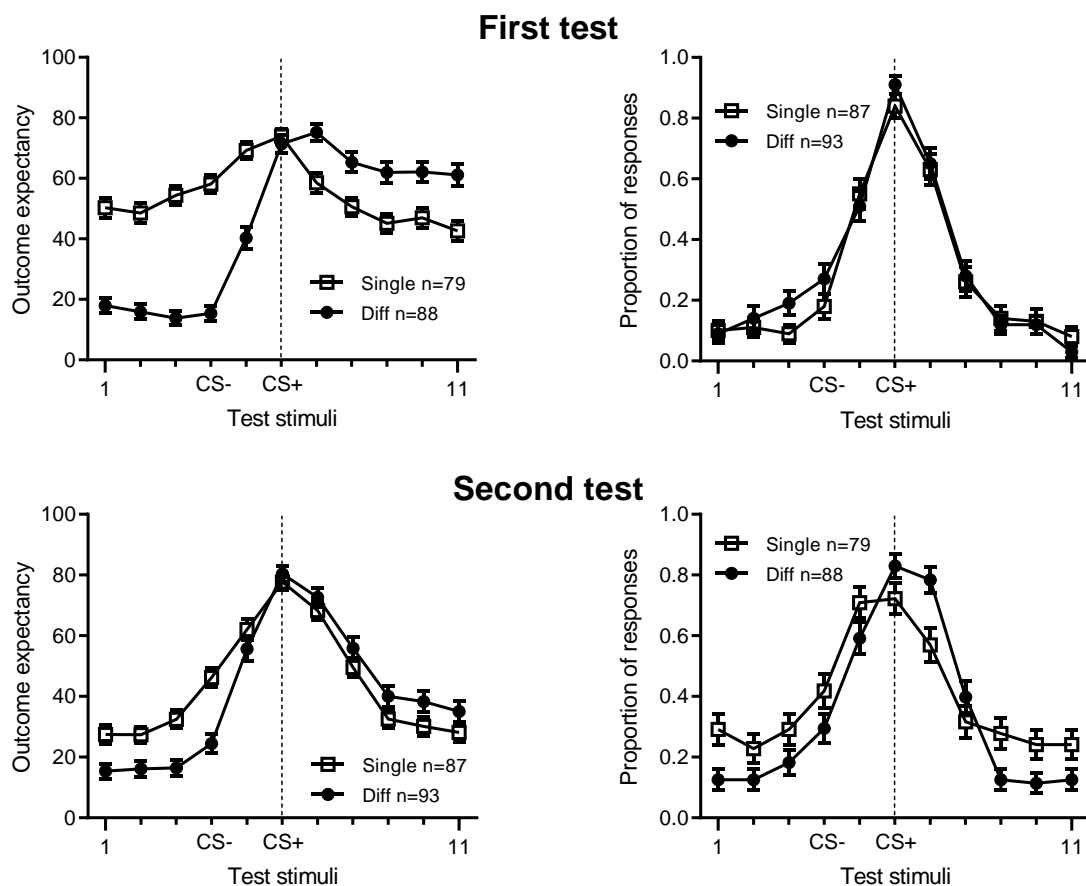 First test
100
80
60
40
20
0
Outcome expectancy
Single n=79
Diff n=88
1
CS-
CS+
11
Test stimuli
1.0
0.8
0.6
0.4
0.2
0.0
Proportion of responses
Single n=87
Diff n=93
1
CS-
CS+
11
Test stimuli
Second test
100
80
60
40
20
0
Outcome expectancy
Single n=87
Diff n=93
1
CS-
CS+
11
Test stimuli
1.0
0.8
0.6
0.4
0.2
0.0
Proportion of responses
Single n=79
Diff n=88
1
CS-
CS+
11
Test stimuli